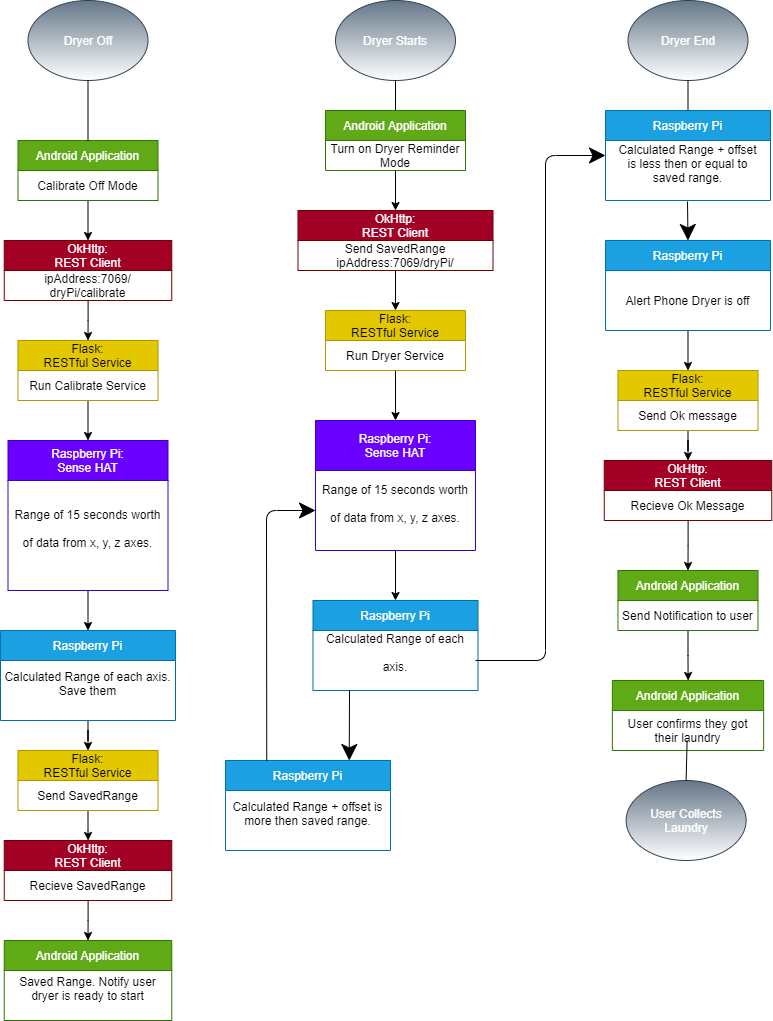 Dryer Off
Android Application
Calibrate Off Mode
OkHttp:
REST Client
ipAddress:7069/
dryPi/calibrate
Flask:
RESTful Service
Run Calibrate Service
Raspberry Pi:
Sense HAT
Range of 15 seconds worth
of data from x, y, z axes.
Raspberry Pi
Calculated Range of each axis.
Save them
Flask:
RESTful Service
Send SavedRange
OkHttp:
REST Client
Recieve SavedRange
Android Application
Saved Range. Notify user
dryer is ready to start
Dryer Starts
Android Application
Turn on Dryer Reminder
Mode
OkHttp:
REST Client
Send SavedRange
ipAddress:7069/dryPi/
Flask:
RESTful Service
Run Dryer Service
Raspberry Pi:
Sense HAT
Range of 15 seconds worth
of data from x, y, z axes.
Raspberry Pi
Calculated Range of each
axis.
Raspberry Pi
Calculated Range + offset is
more then saved range.
Dryer End
Raspberry Pi
Calculated Range + offset
is less then or equal to
saved range.
Raspberry Pi
Alert Phone Dryer is off
Flask:
RESTful Service
Send Ok message
OkHttp:
REST Client
Recieve Ok Message
Android Application
Send Notification to user
Android Application
User confirms they got
their laundry
User Collects
Laundry